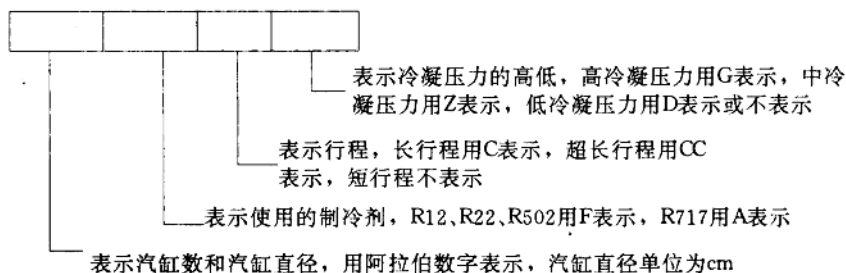 表示冷凝压力的高低，高冷凝压力用G表示，中冷
凝压力用Z表示，低冷凝压力用D表示或不表示
表示行程，长行程用C表示，超长行程用CC
表示，短行程不表示
表示使用的制冷剂，R12、R22、R502用F表示，R717用A表示
表示汽缸数和汽缸直径，用阿拉伯数字表示，汽缸直径单位为cm